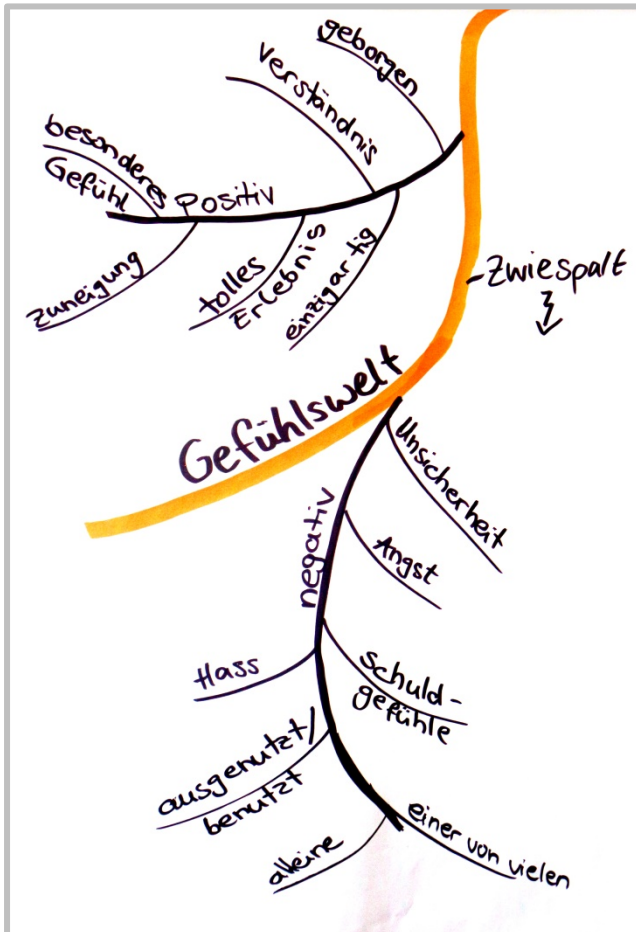 geborgen
Verständnis
besonderes
Gefühl
positiv
zuneigung
tolles
Erlebnis
einzigartig
Zwiespalt
Gefühlswelt
Unsicherheit
negativ
Angst
Hass
Schuld-
gefühle
ausgenutzt/
benutzt
alleine
einer von vielen